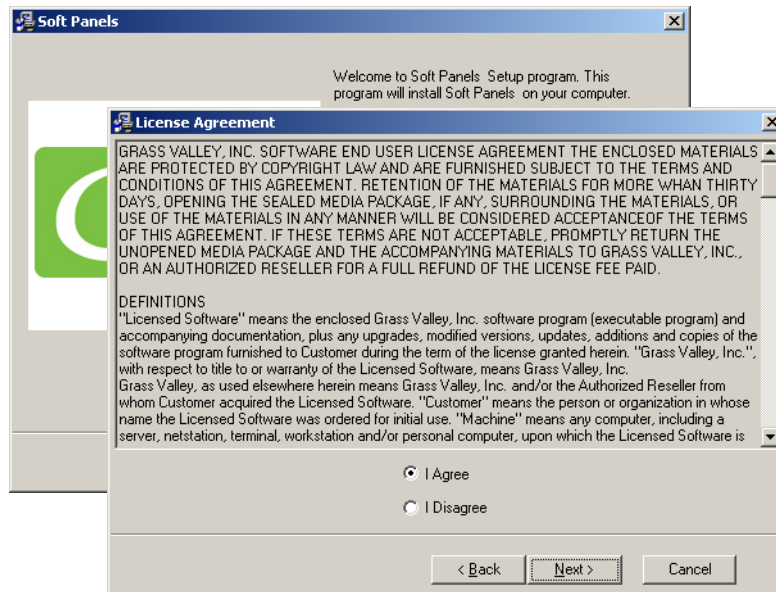 Soft Panels
Welcome to Soft Panels Setup program. This
program will install Soft Panels on your computer.
License Agreement
GRASS VALLEY, INC. SOFTWARE END USER LICENSE AGREEMENT THE ENCLOSED MATERIALS
ARE PROTECTED BY COPYRIGHT LAW AND ARE FURNISHED SUBJECT TO THE TERMS AND
CONDITIONS OF THIS AGREEMENT. RETENTION OF THE MATERIALS FOR MORE WHAN THIRTY
DAYS, OPENING THE SEALED MEDIA PACKAGE, IF ANY, SURROUNDING THE MATERIALS, OR
USE OF THE MATERIALS IN ANY MANNER WILL BE CONSIDERED ACCEPTANCEOF THE TERMS
OF THIS AGREEMENT. IF THESE TERMS ARE NOT ACCEPTABLE, PROMPTLY RETURN THE
UNOPENED MEDIA PACKAGE AND THE ACCOMPANYING MATERIALS TO GRASS VALLEY, INC.,
OR AN AUTHORIZED RESELLER FOR A FULL REFUND OF THE LICENSE FEE PAID.
DEFINITIONS
"Licensed Software" means the enclosed Grass Valley, Inc. software program (executable program) and
accompanying documentation, plus any upgrades, modified versions, updates, additions and copies of the
software program furnished to Customer during the term of the license granted herein. "Grass Valley, Inc.",
with respect to title to or warranty of the Licensed Software, means Grass Valley, Inc.
Grass Valley, as used elsewhere herein means Grass Valley, Inc. and/or the Authorized Reseller from
whom Customer acquired the Licensed Software. "Customer" means the person or organization in whose
name the Licensed Software was ordered for initial use. "Machine" means any computer, including a
server, netstation, terminal, workstation and/or personal computer, upon which the Licensed Software is
I Agree
I Disagree
< Back
Next >
Cancel